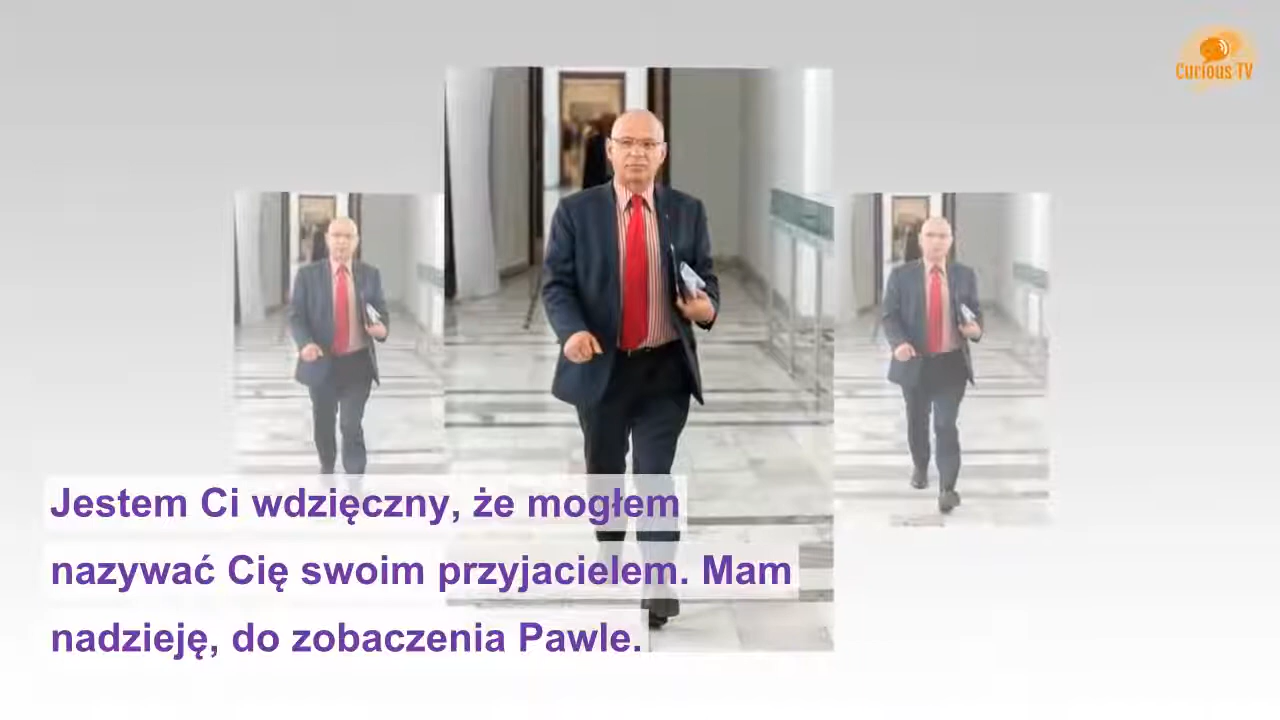 Curious TV
Jestem Ci wdzięczny, że mogłem
nazywać Cię swoim przyjacielem. Mam
nadzieję, do zobaczenia Pawle.